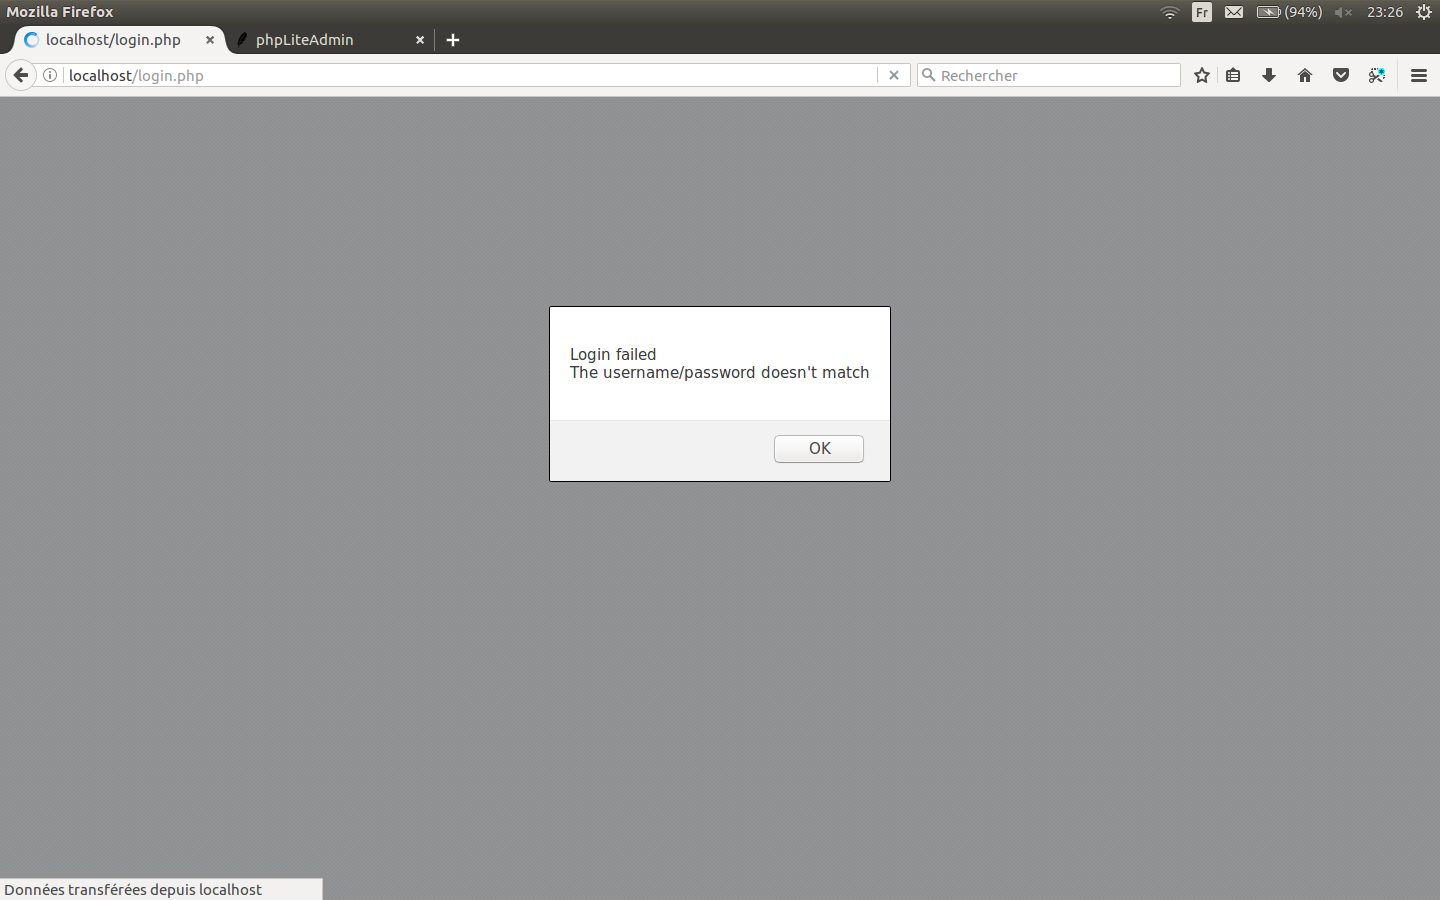 Mozilla Firefox
Fr
(94%)
23:26
localhost/login.php
phpLiteAdmin
localhost/login.php
Rechercher
Login failed
The username/password doesn't match
OK
Données transférées depuis localhost